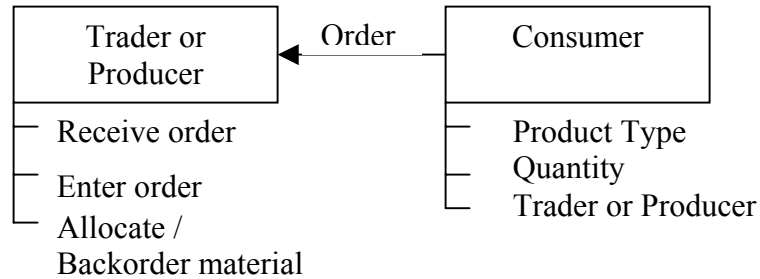 Trader or
Producer
Order
Consumer
Receive order
Enter order
Allocate /
Backorder material
Product Type
Quantity
Trader or Producer